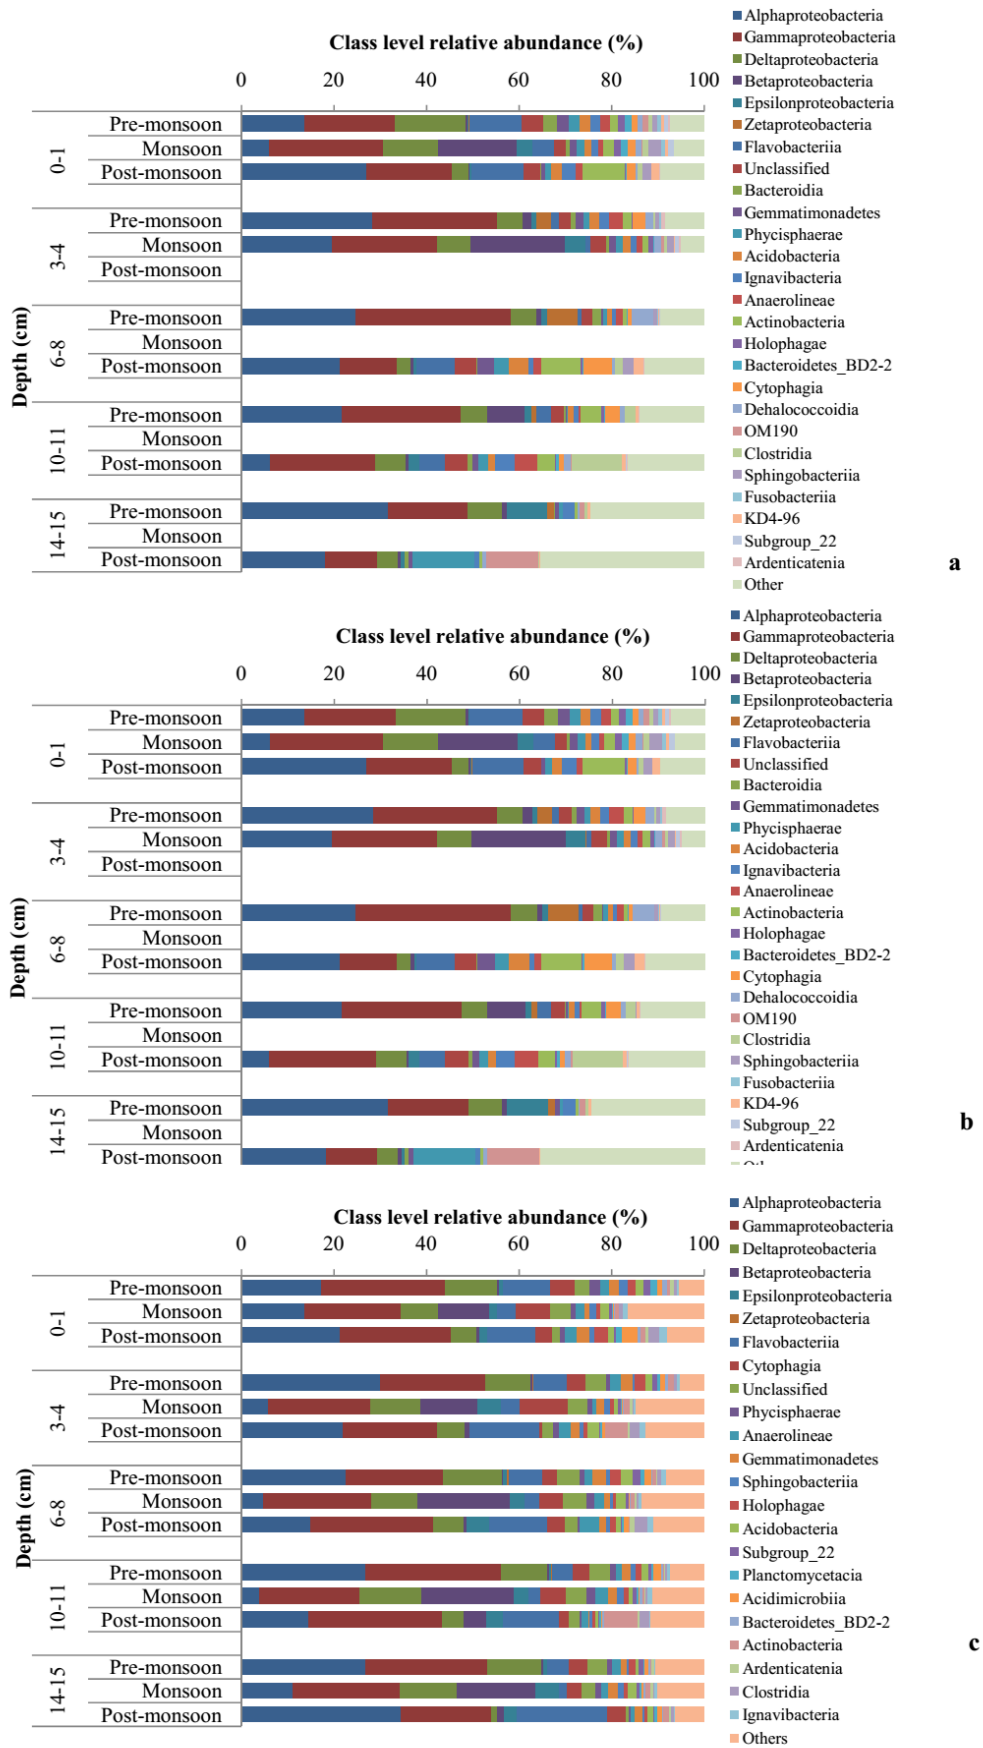 Class level relative abundance (%)
0 20 40 60 80 100
Depth (cm)
0-1
Pre-monsoon
Monsoon
Post-monsoon
3-4
Pre-monsoon
Monsoon
Post-monsoon
6-8
Pre-monsoon
Monsoon
Post-monsoon
10-11
Pre-monsoon
Monsoon
Post-monsoon
14-15
Pre-monsoon
Monsoon
Post-monsoon
Alphaproteobacteria
Gammaproteobacteria
Deltaproteobacteria
Betaproteobacteria
Epsilonproteobacteria
Zetaproteobacteria
Flavobacteriia
Unclassified
Bacteroidia
Gemmatimonadetes
Phycisphaerae
Acidobacteria
Ignavibacteria
Anaerolineae
Actinobacteria
Holophagae
Bacteroidetes_BD2-2
Cytophagia
Dehalococcoidia
OM190
Clostridia
Sphingobacteriia
Fusobacteriia
KD4-96
Subgroup_22
Ardenticatenia
Other
a
Class level relative abundance (%)
0 20 40 60 80 100
Depth (cm)
0-1
Pre-monsoon
Monsoon
Post-monsoon
3-4
Pre-monsoon
Monsoon
Post-monsoon
6-8
Pre-monsoon
Monsoon
Post-monsoon
10-11
Pre-monsoon
Monsoon
Post-monsoon
14-15
Pre-monsoon
Monsoon
Post-monsoon
Alphaproteobacteria
Gammaproteobacteria
Deltaproteobacteria
Betaproteobacteria
Epsilonproteobacteria
Zetaproteobacteria
Flavobacteriia
Unclassified
Bacteroidia
Gemmatimonadetes
Phycisphaerae
Acidobacteria
Ignavibacteria
Anaerolineae
Actinobacteria
Holophagae
Bacteroidetes_BD2-2
Cytophagia
Dehalococcoidia
OM190
Clostridia
Sphingobacteriia
Fusobacteriia
KD4-96
Subgroup_22
Ardenticatenia
b
Class level relative abundance (%)
0 20 40 60 80 100
Depth (cm)
0-1
Pre-monsoon
Monsoon
Post-monsoon
3-4
Pre-monsoon
Monsoon
Post-monsoon
6-8
Pre-monsoon
Monsoon
Post-monsoon
10-11
Pre-monsoon
Monsoon
Post-monsoon
14-15
Pre-monsoon
Monsoon
Post-monsoon
Alphaproteobacteria
Gammaproteobacteria
Deltaproteobacteria
Betaproteobacteria
Epsilonproteobacteria
Zetaproteobacteria
Flavobacteriia
Cytophagia
Unclassified
Phycisphaerae
Anaerolineae
Gemmatimonadetes
Sphingobacteriia
Holophagae
Acidobacteria
Subgroup_22
Planctomycetacia
Acidimicrobiia
Bacteroidetes_BD2-2
Actinobacteria
Ardenticatenia
Clostridia
Ignavibacteria
Others
c